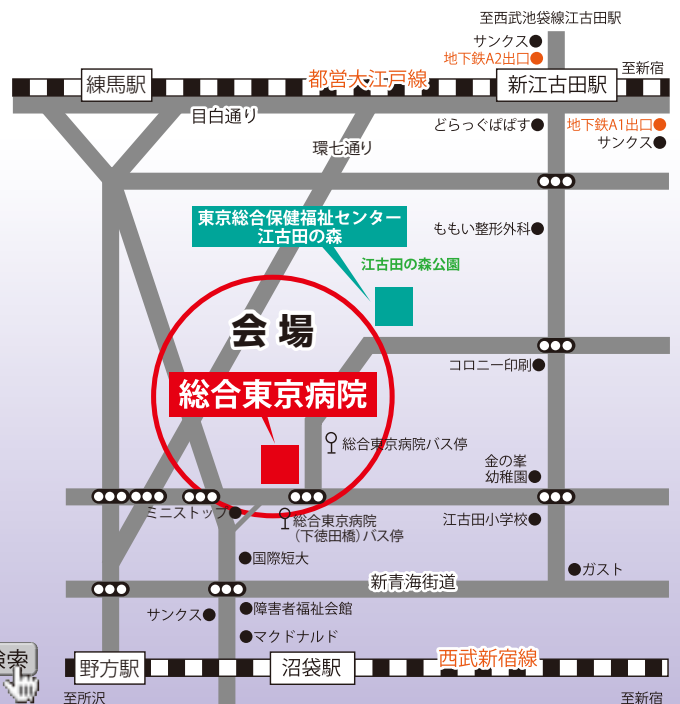 至西武池袋線江古田駅
サンクス
地下鉄A2出口
都営大江戸線
至新宿
練馬駅
新江古田駅
目白通り
どらっぐぱぱす
地下鉄A1出口
サンクス
環七通り
東京総合保健福祉センター
江古田の森
ももい整形外科
江古田の森公園
会場
コロニー印刷
総合東京病院
総合東京病院バス停
金の峯
幼稚園
ミニストップ
総合東京病院
（下徳田橋）バス停
江古田小学校
国際短大
ガスト
新青海街道
サンクス
障害者福祉会館
マクドナルド
検索
野方駅
沼袋駅
西武新宿線
至所沢
至新宿